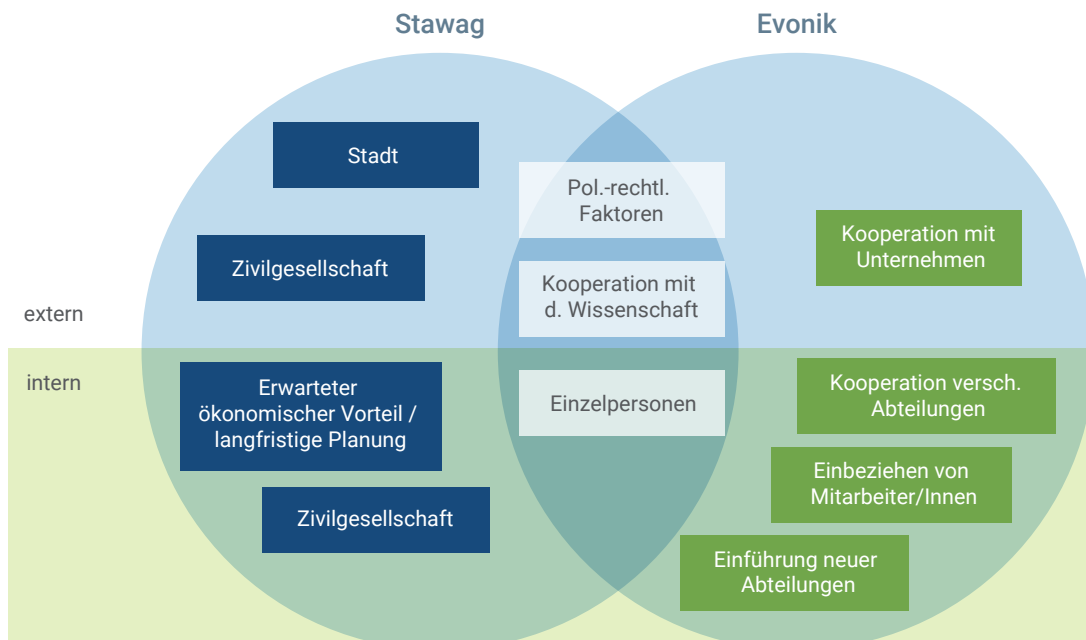 Stawag
Evonik
Stadt
Pol.-rechtl.
Faktoren
Kooperation mit
Unternehmen
Zivilgesellschaft
Kooperation mit
d. Wissenschaft
extern
intern
Erwarteter
ökonomischer Vorteil /
langfristige Planung
Einzelpersonen
Kooperation versch.
Abteilungen
Einbeziehen von
Mitarbeiter/Innen
Zivilgesellschaft
Einführung neuer
Abteilungen